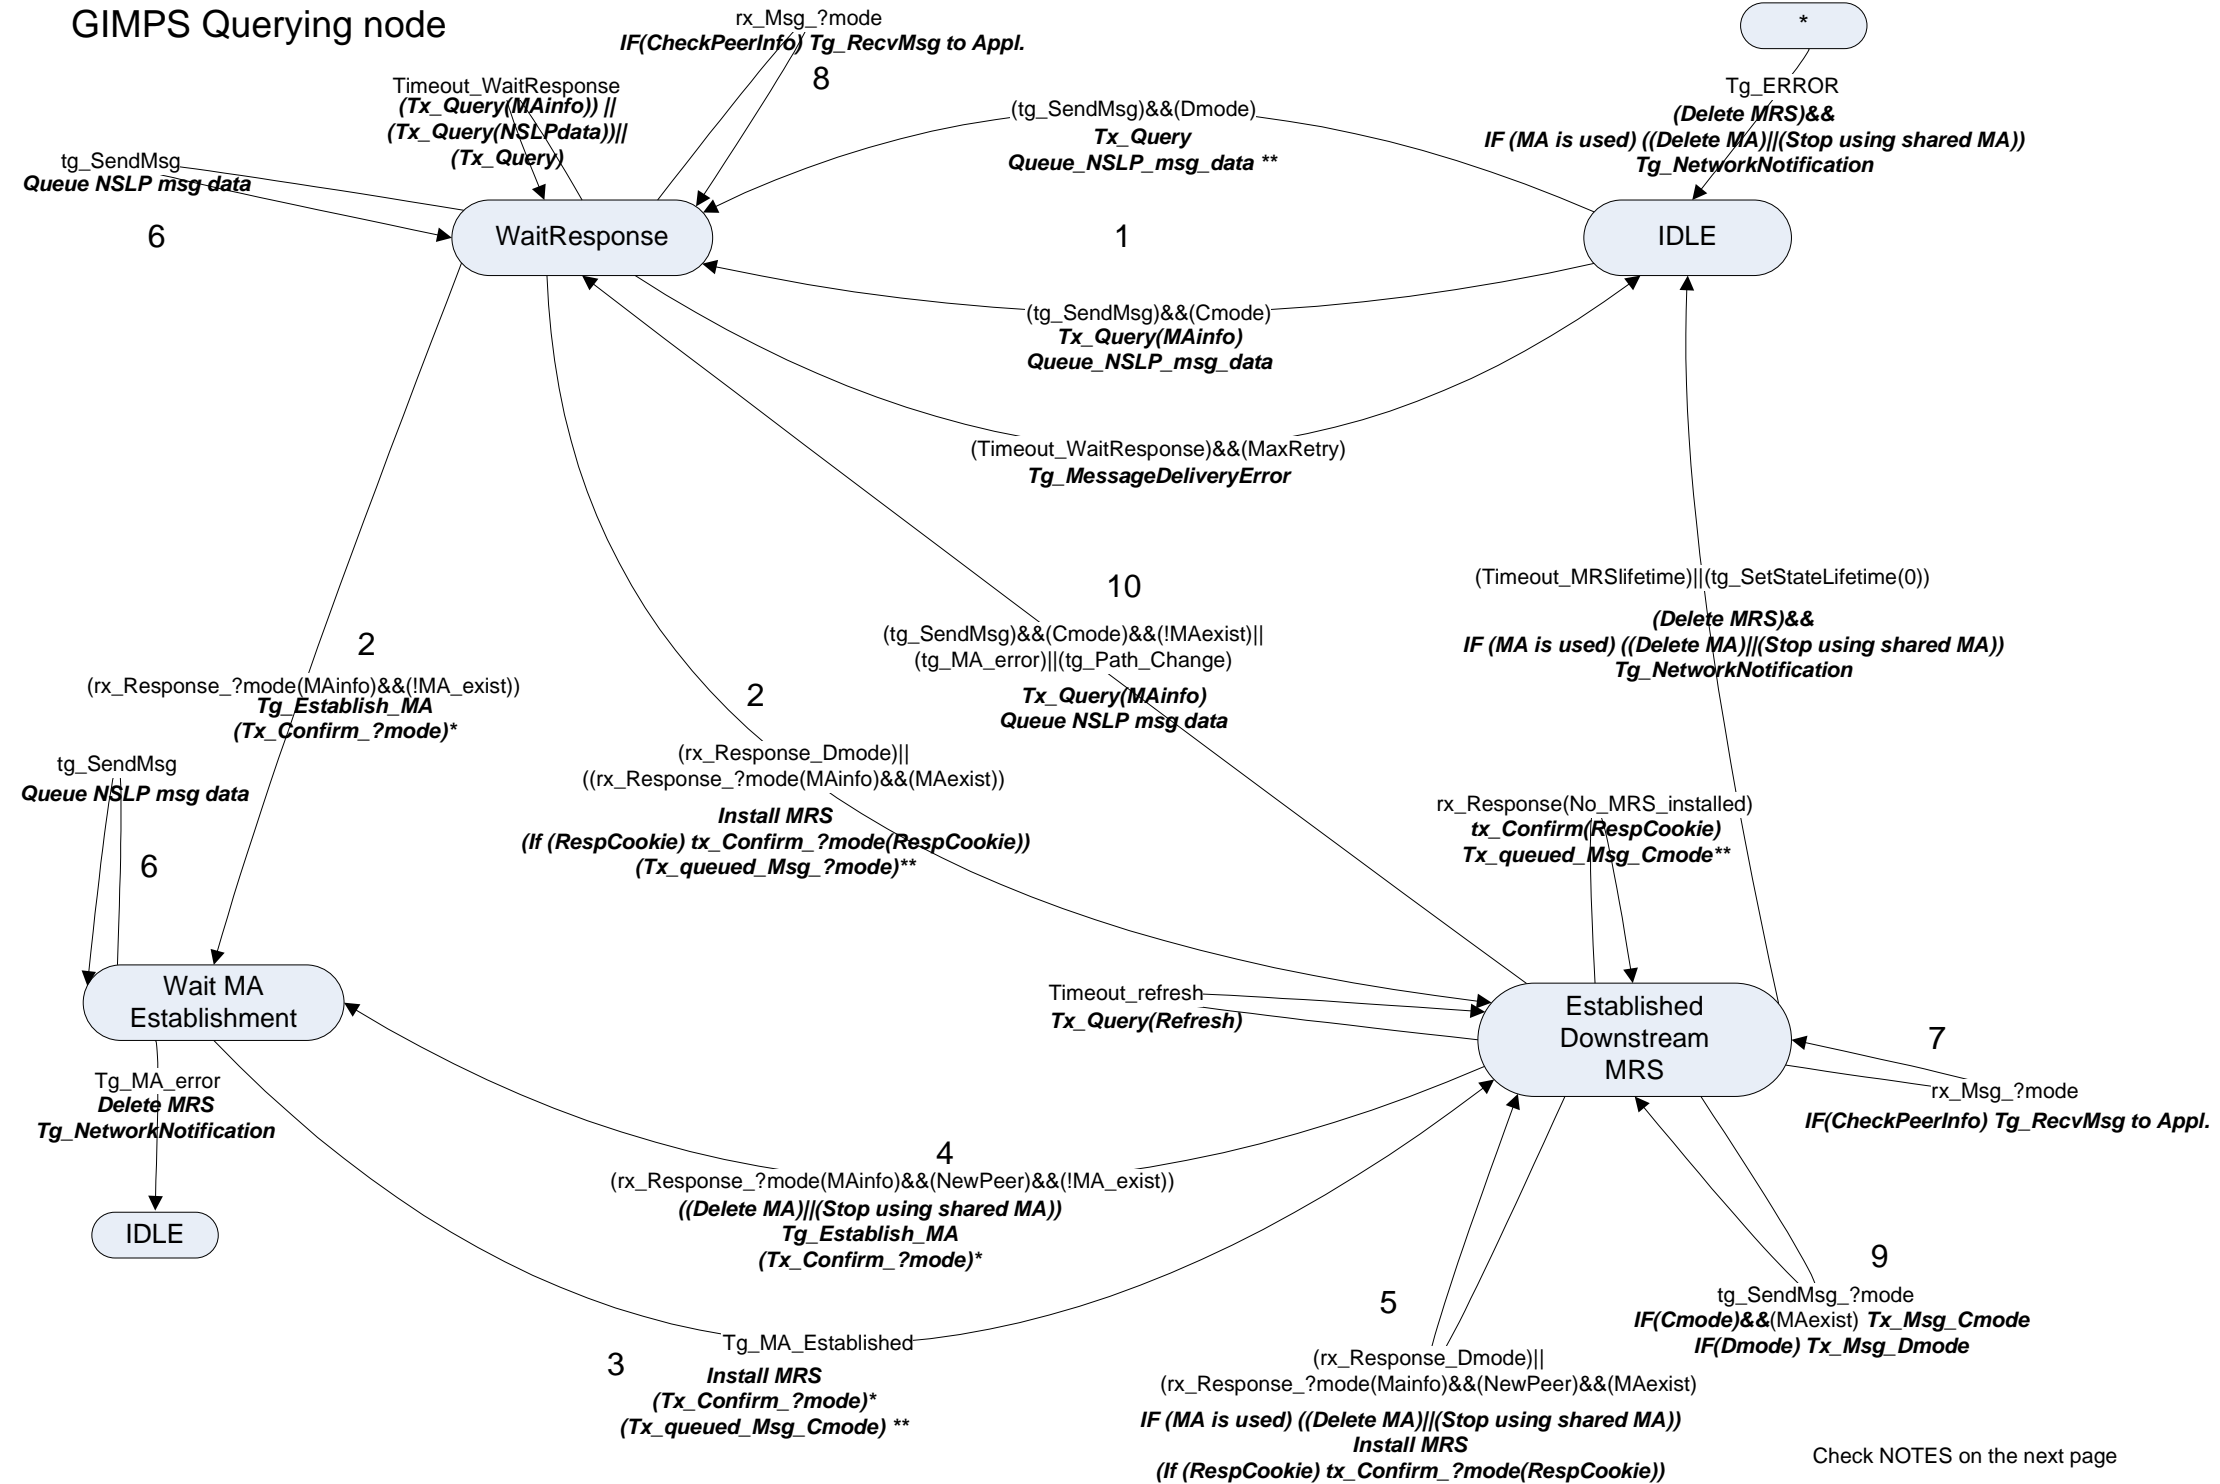 GIMPS Querying node
rx_Msg_?mode
IF(CheckPeerInfo) Tg_RecvMsg to Appl.
8
*
Tg_ERROR
(Delete MRS)&&
IF (MA is used) ((Delete MA)||(Stop using shared MA))
Tg_NetworkNotification
Timeout_WaitResponse
(Tx_Query(MAinfo)) ||
(Tx_Query(NSLPdata))||
(Tx_Query)
(tg_SendMsg)&&(Dmode)
Tx_Query
Queue_NSLP_msg_data **
tg_SendMsg
Queue NSLP msg data
6
WaitResponse
1
IDLE
(tg_SendMsg)&&(Cmode)
Tx_Query(MAinfo)
Queue_NSLP_msg_data
(Timeout_WaitResponse)&&(MaxRetry)
Tg_MessageDeliveryError
10
(tg_SendMsg)&&(Cmode)&&(!MAexist)||
(tg_MA_error)||(tg_Path_Change)
Tx_Query(MAinfo)
Queue NSLP msg data
(Timeout_MRSlifetime)||(tg_SetStateLifetime(0))
(Delete MRS)&&
IF (MA is used) ((Delete MA)||(Stop using shared MA))
Tg_NetworkNotification
2
(rx_Response_?mode(MAinfo)&&(!MA_exist))
Tg_Establish_MA
(Tx_Confirm_?mode)*
2
(rx_Response_Dmode)||
((rx_Response_?mode(MAinfo)&&(MAexist))
Install MRS
(If (RespCookie) tx_Confirm_?mode(RespCookie))
(Tx_queued_Msg_?mode)**
tg_SendMsg
Queue NSLP msg data
6
rx_Response(No_MRS_installed)
tx_Confirm(RespCookie)
Tx_queued_Msg_Cmode**
Wait MA
Establishment
Timeout_refresh
Tx_Query(Refresh)
Established
Downstream
MRS
7
rx_Msg_?mode
IF(CheckPeerInfo) Tg_RecvMsg to Appl.
Tg_MA_error
Delete MRS
Tg_NetworkNotification
IDLE
4
(rx_Response_?mode(MAinfo)&&(NewPeer)&&(!MA_exist))
((Delete MA)||(Stop using shared MA))
Tg_Establish_MA
(Tx_Confirm_?mode)*
9
tg_SendMsg_?mode
IF(Cmode)&&(MAexist) Tx_Msg_Cmode
IF(Dmode) Tx_Msg_Dmode
3
Tg_MA_Established
Install MRS
(Tx_Confirm_?mode)*
(Tx_queued_Msg_Cmode) **
5
(rx_Response_Dmode)||
(rx_Response_?mode(Mainfo)&&(NewPeer)&&(MAexist)
IF (MA is used) ((Delete MA)||(Stop using shared MA))
Install MRS
(If (RespCookie) tx_Confirm_?mode(RespCookie))
Check NOTES on the next page